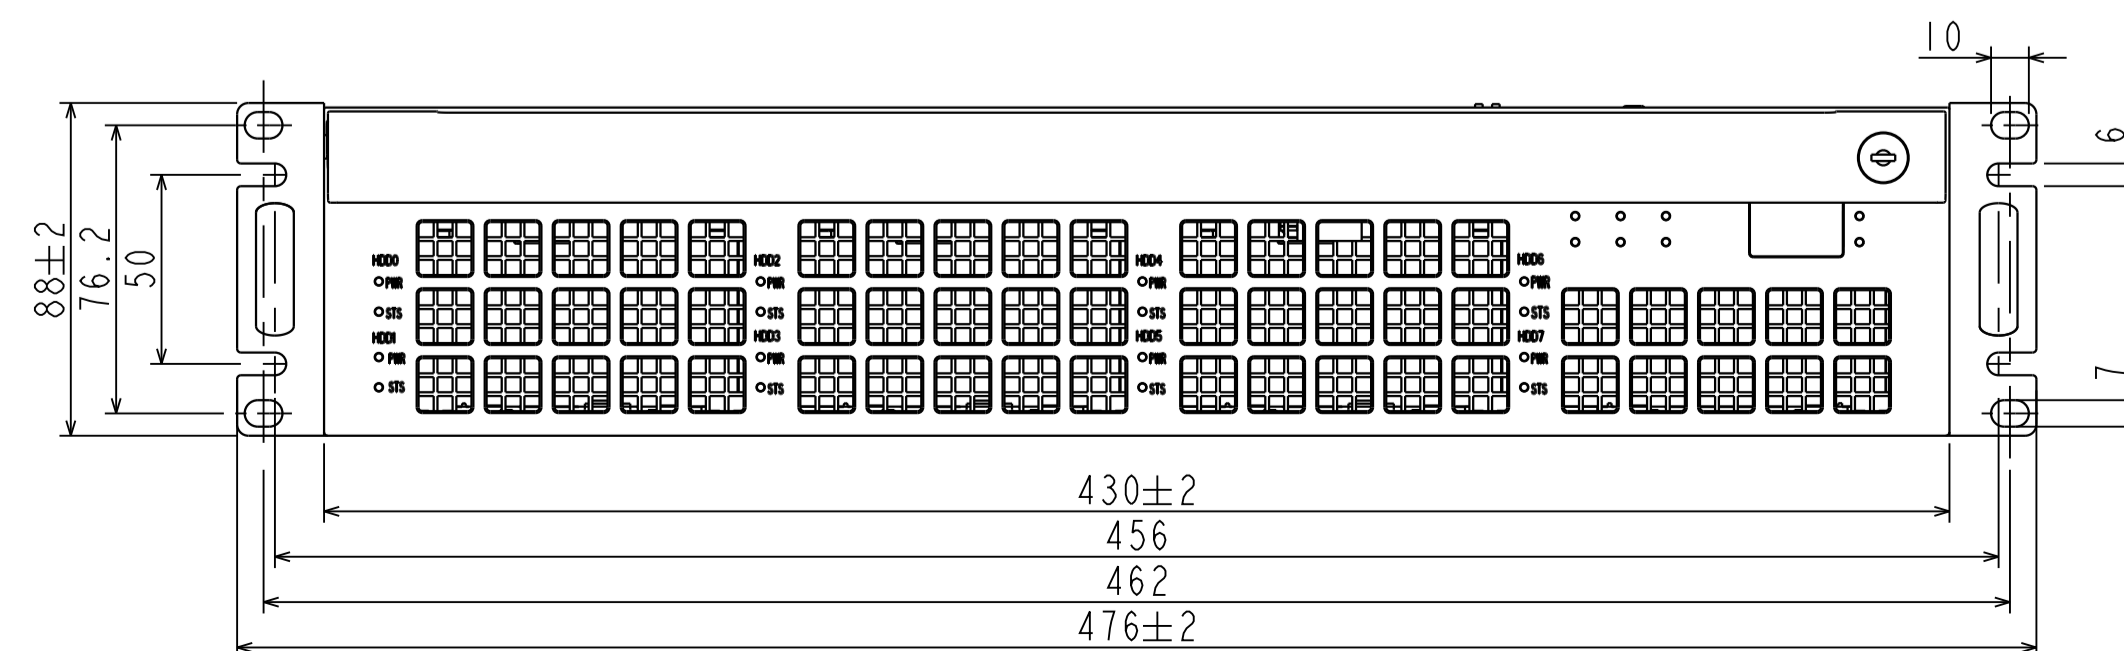 10
6
88±2
76.2
50
HDD0
PWR
STS
HDD1
PWR
STS
HDD2
PWR
STS
HDD3
PWR
STS
HDD4
PWR
STS
HDD5
PWR
STS
HDD6
PWR
STS
HDD7
PWR
STS
7
430±2
456
462
476±2